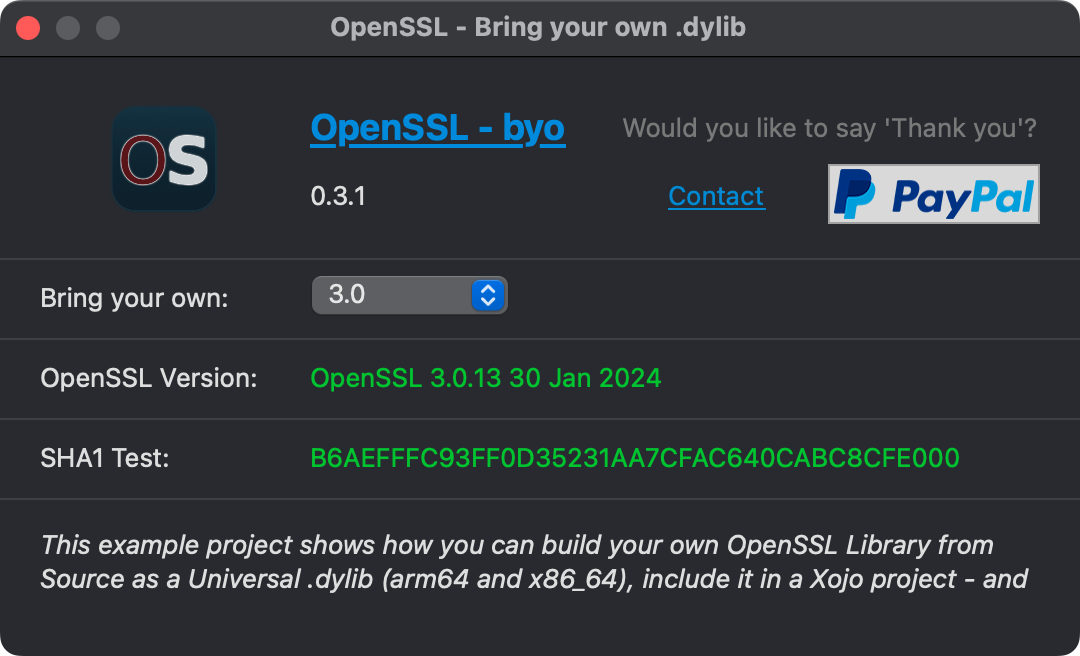 OpenSSL - Bring your own .dylib
OS
OpenSSL - byo
Would you like to say 'Thank you'?
0.3.1
Contact
PayPal
Bring your own:
3.0
OpenSSL Version:
OpenSSL 3.0.13 30 Jan 2024
SHA1 Test:
B6AEFFFC93FF0D35231AA7CFAC640CABC8CFE000
This example project shows how you can build your own OpenSSL Library from
Source as a Universal .dylib (arm64 and x86_64), include it in a Xojo project - and